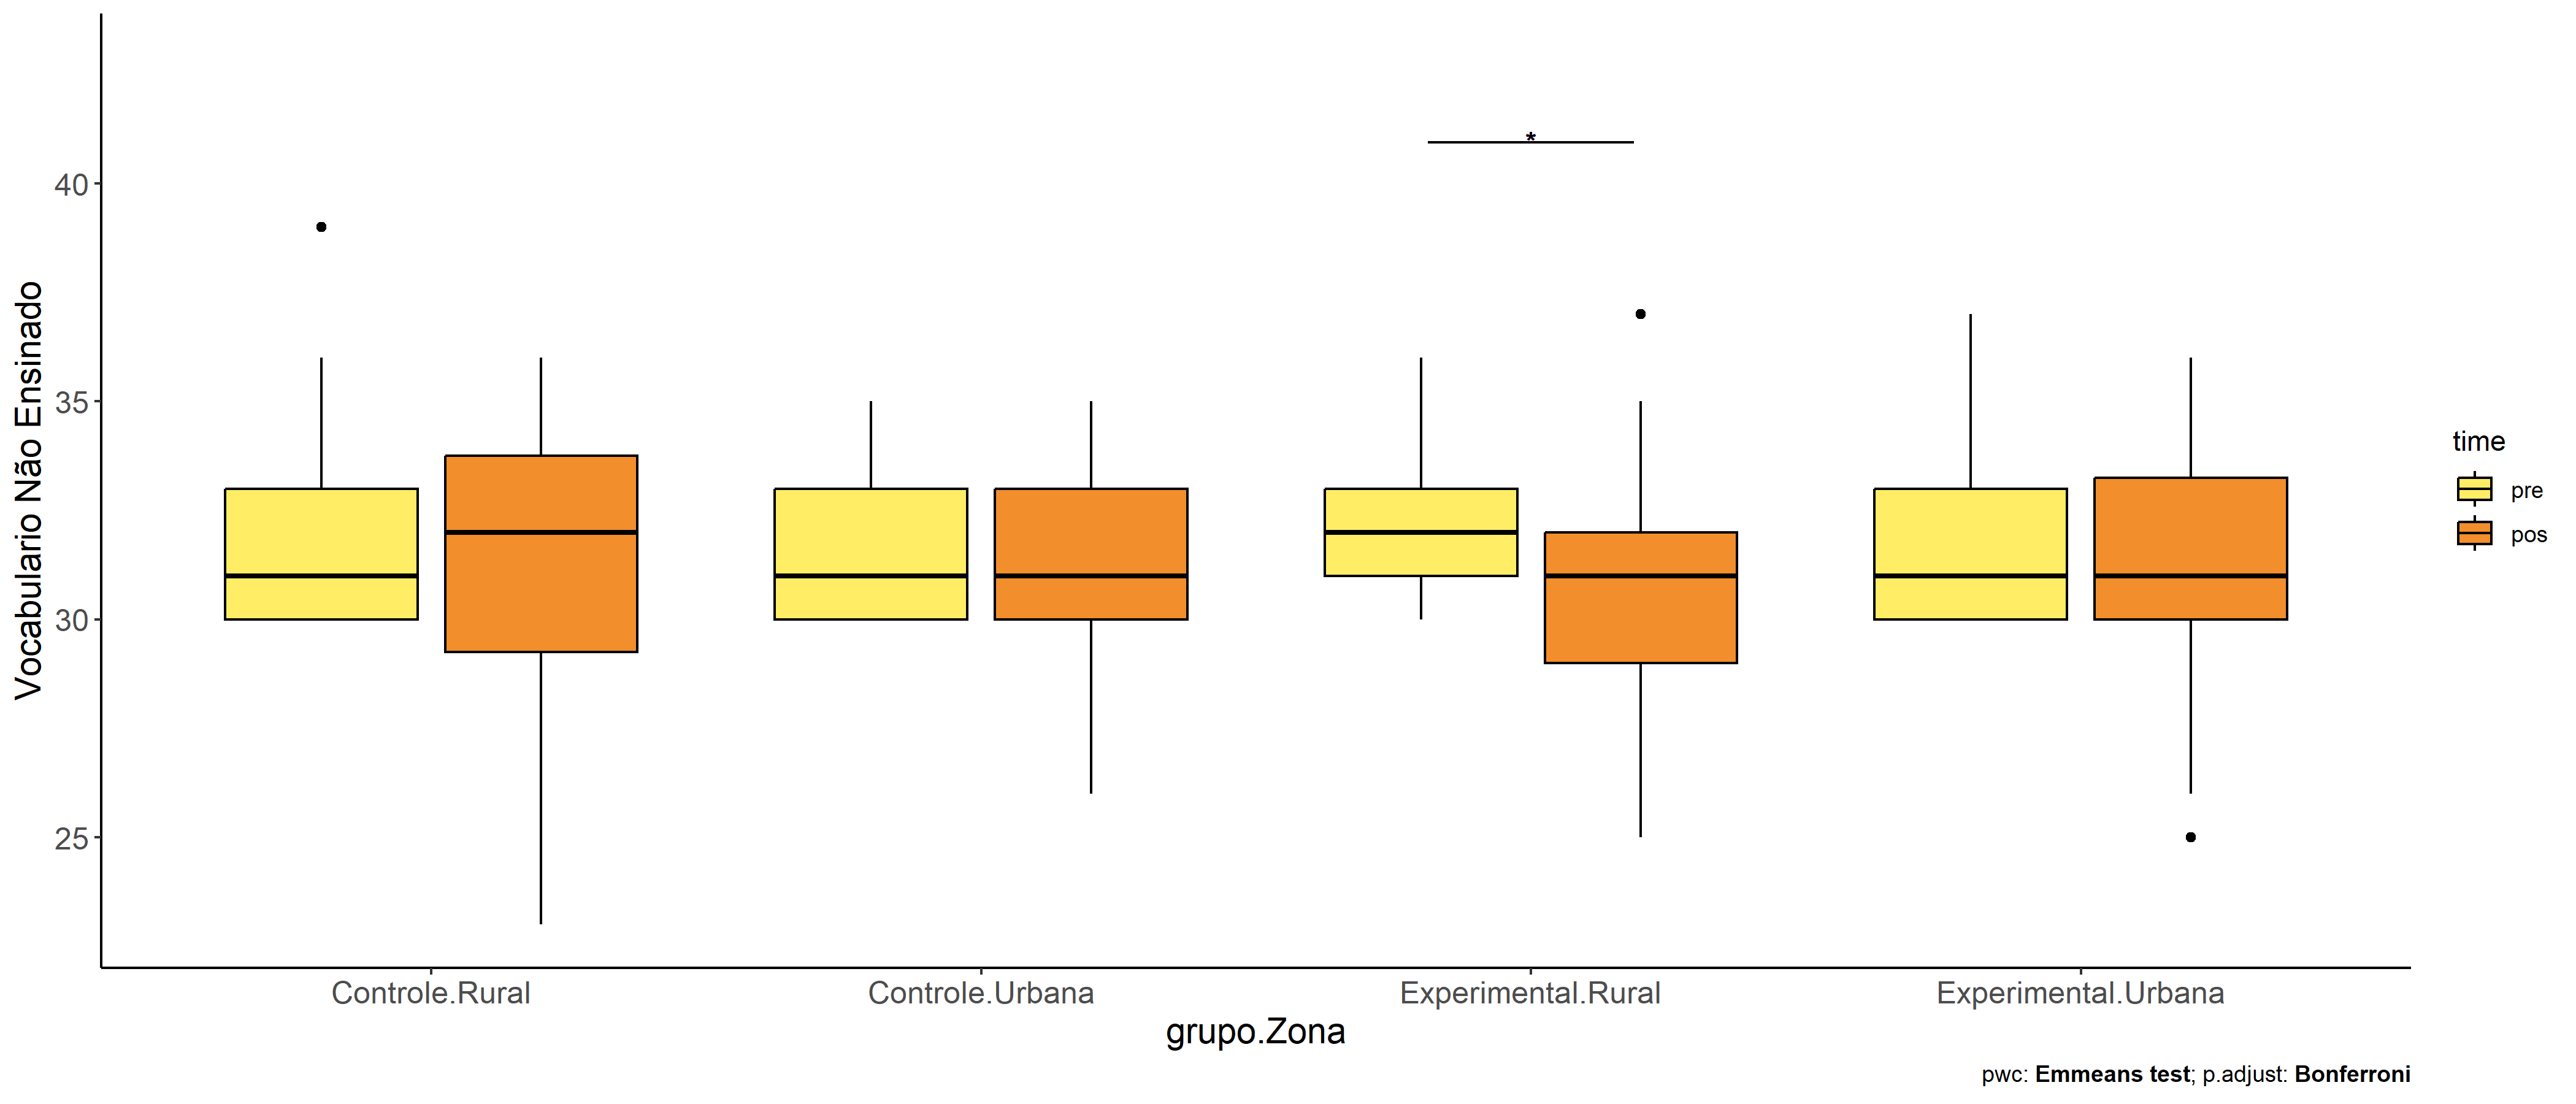 Vocabulario Não Ensinado
40
35
30
25
*
Controle.Rural
Controle.Urbana
Experimental.Rural
Experimental.Urbana
grupo.Zona
time
pre
pos
pwc: Emmeans test; p.adjust: Bonferroni